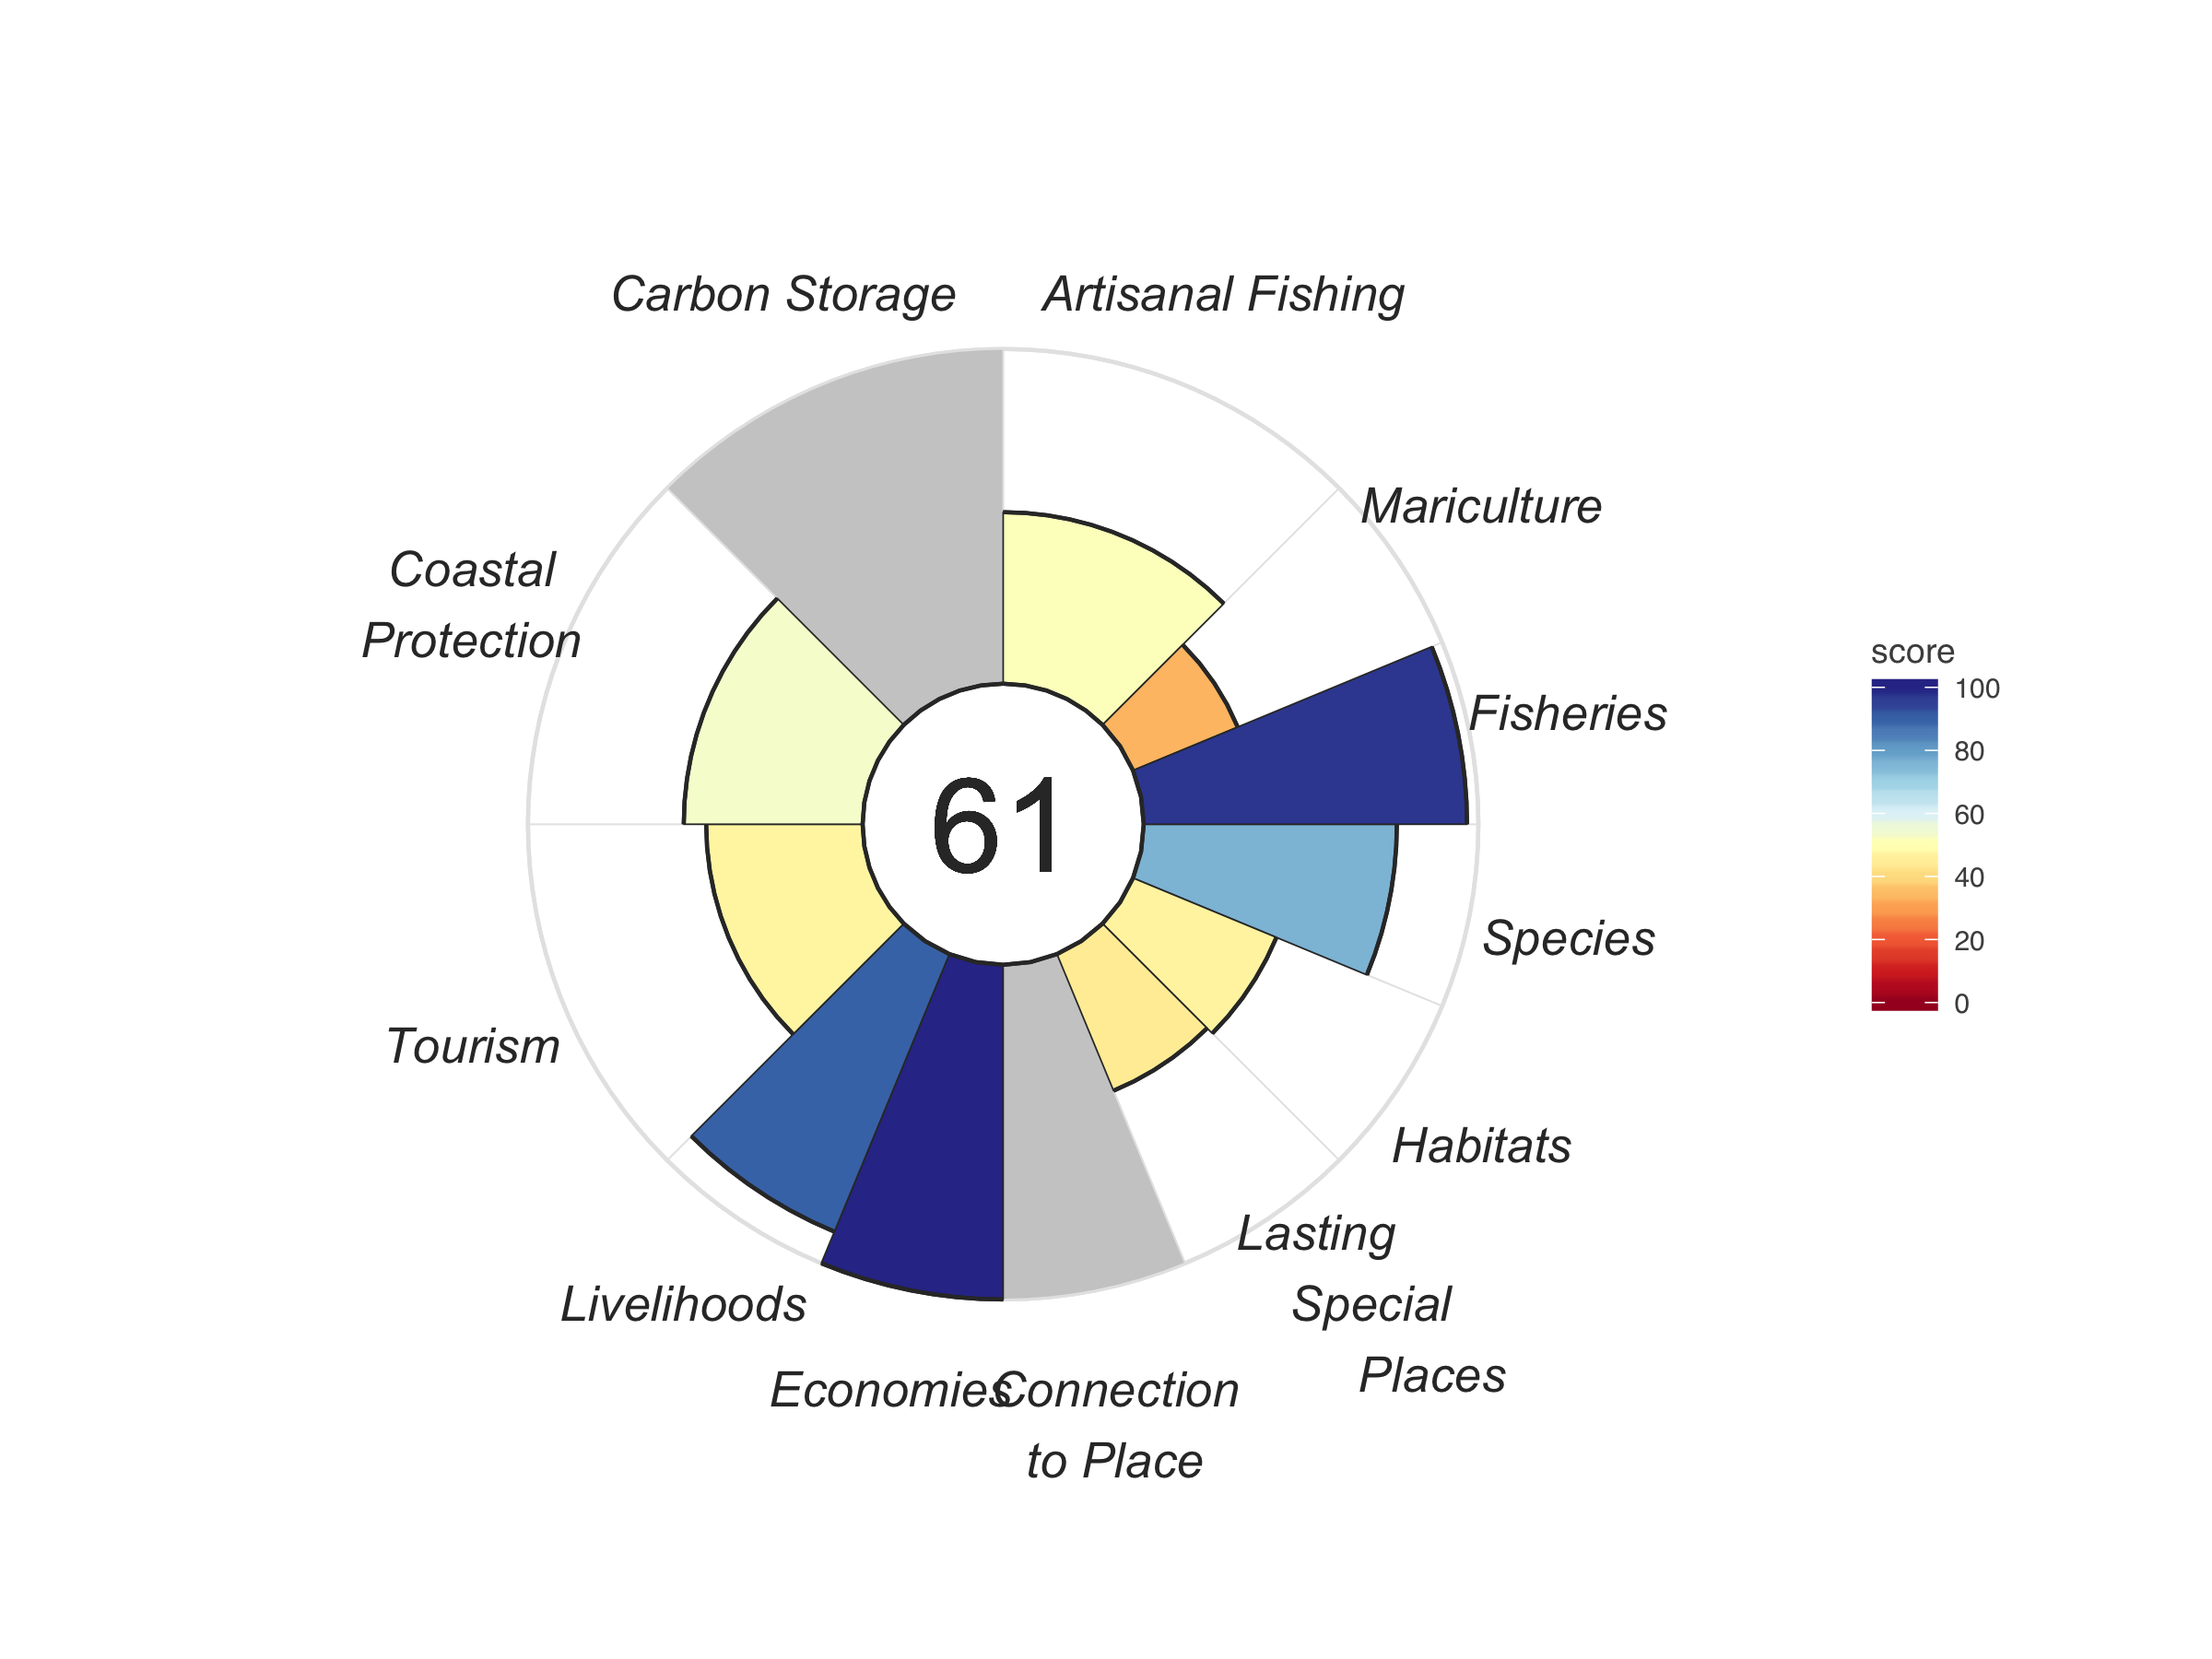 Carbon Storage
Artisanal Fishing
Mariculture
Coastal
Protection
Fisheries
score
100
80
60
40
20
0
61
Species
Tourism
Habitats
Lasting
Special
Places
Livelihoods
Economies
Connection
to Place